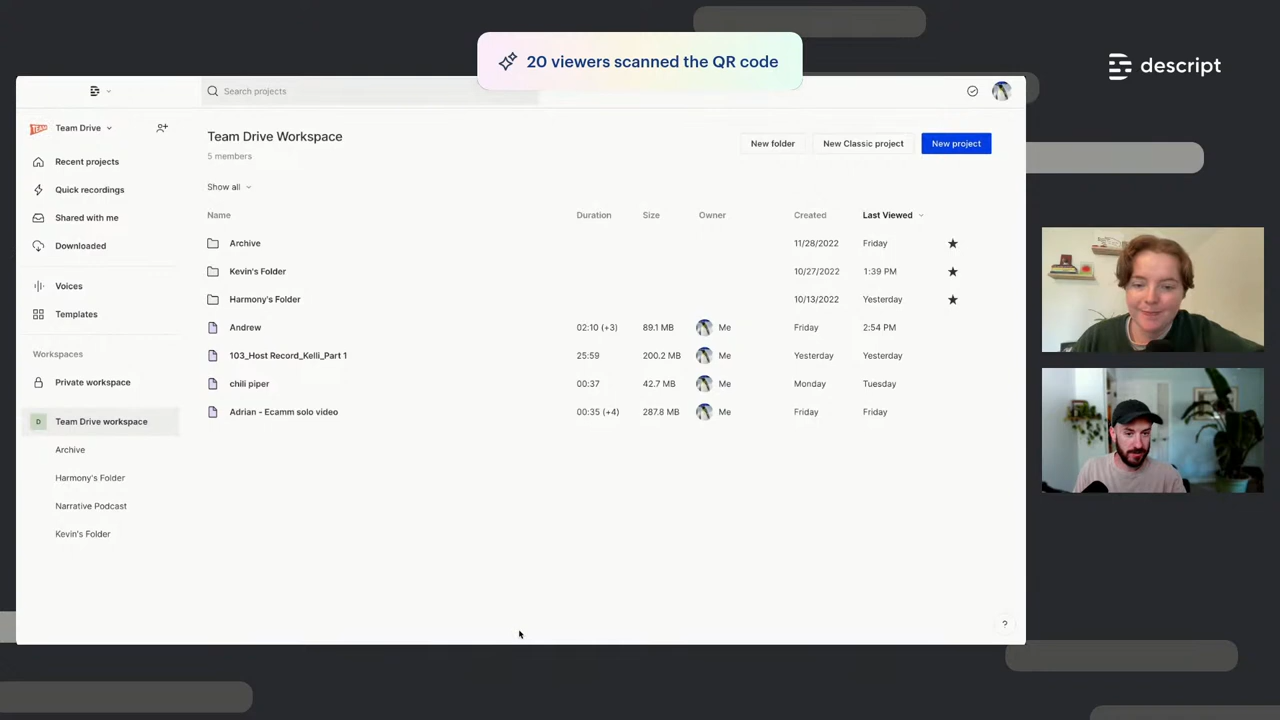 20 viewers scanned the QR code
descript
Search projects
Team Drive
Team Drive Workspace
5 members
New folder
New Classic project
New project
Recent projects
Quick recordings
Shared with me
Downloaded
Voices
Templates
Workspaces
Private workspace
D Team Drive workspace
Archive
Harmony's Folder
Narrative Podcast
Kevin's Folder
Show all
Name Duration Size Owner Created Last Viewed
Archive 11/28/2022 Friday
Kevin's Folder 10/27/2022 1:39 PM
Harmony's Folder 10/13/2022 Yesterday
Andrew 02:10 (+3) 89.1 MB Me Friday 2:54 PM
103_Host Record_Kelli_Part 1 25:59 200.2 MB Me Yesterday Yesterday
chili piper 00:37 42.7 MB Me Monday Tuesday
Adrian - Ecamm solo video 00:35 (+4) 287.8 MB Me Friday Friday
?